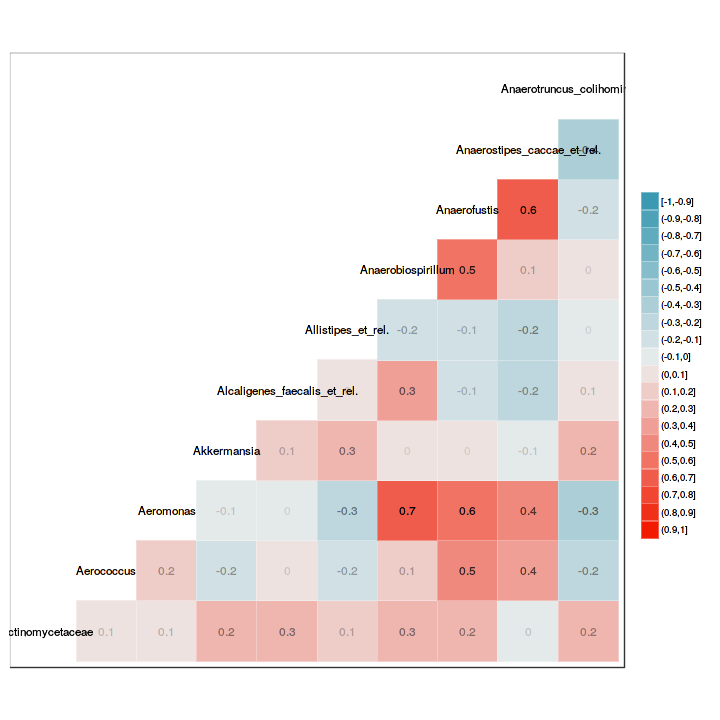 Anaerotruncus_colihomir
Anaerostipes_caccae_et_rel.
Anaerofustis 0.6 -0.2
Anaerobiospirillum 0.5 0.1 0
Allistipes_et_rel. -0.2 -0.1 -0.2 0
Alcaligenes_faecalis_et_rel. 0.3 -0.1 -0.2 0.1
Akkermansia 0.1 0.3 0 0 -0.1 0.2
Aeromonas -0.1 0 -0.3 0.7 0.6 0.4 -0.3
Aerococcus 0.2 -0.2 0 -0.2 0.1 0.5 0.4 -0.2
ctinomycetaceae 0.1 0.1 0.2 0.3 0.1 0.3 0.2 0 0.2
[-1,-0.9]
(-0.9,-0.8]
(-0.8,-0.7]
(-0.7,-0.6]
(-0.6,-0.5]
(-0.5,-0.4]
(-0.4,-0.3]
(-0.3,-0.2]
(-0.2,-0.1]
(-0.1,0]
(0,0.1]
(0.1,0.2]
(0.2,0.3]
(0.3,0.4]
(0.4,0.5]
(0.5,0.6]
(0.6,0.7]
(0.7,0.8]
(0.8,0.9]
(0.9,1]